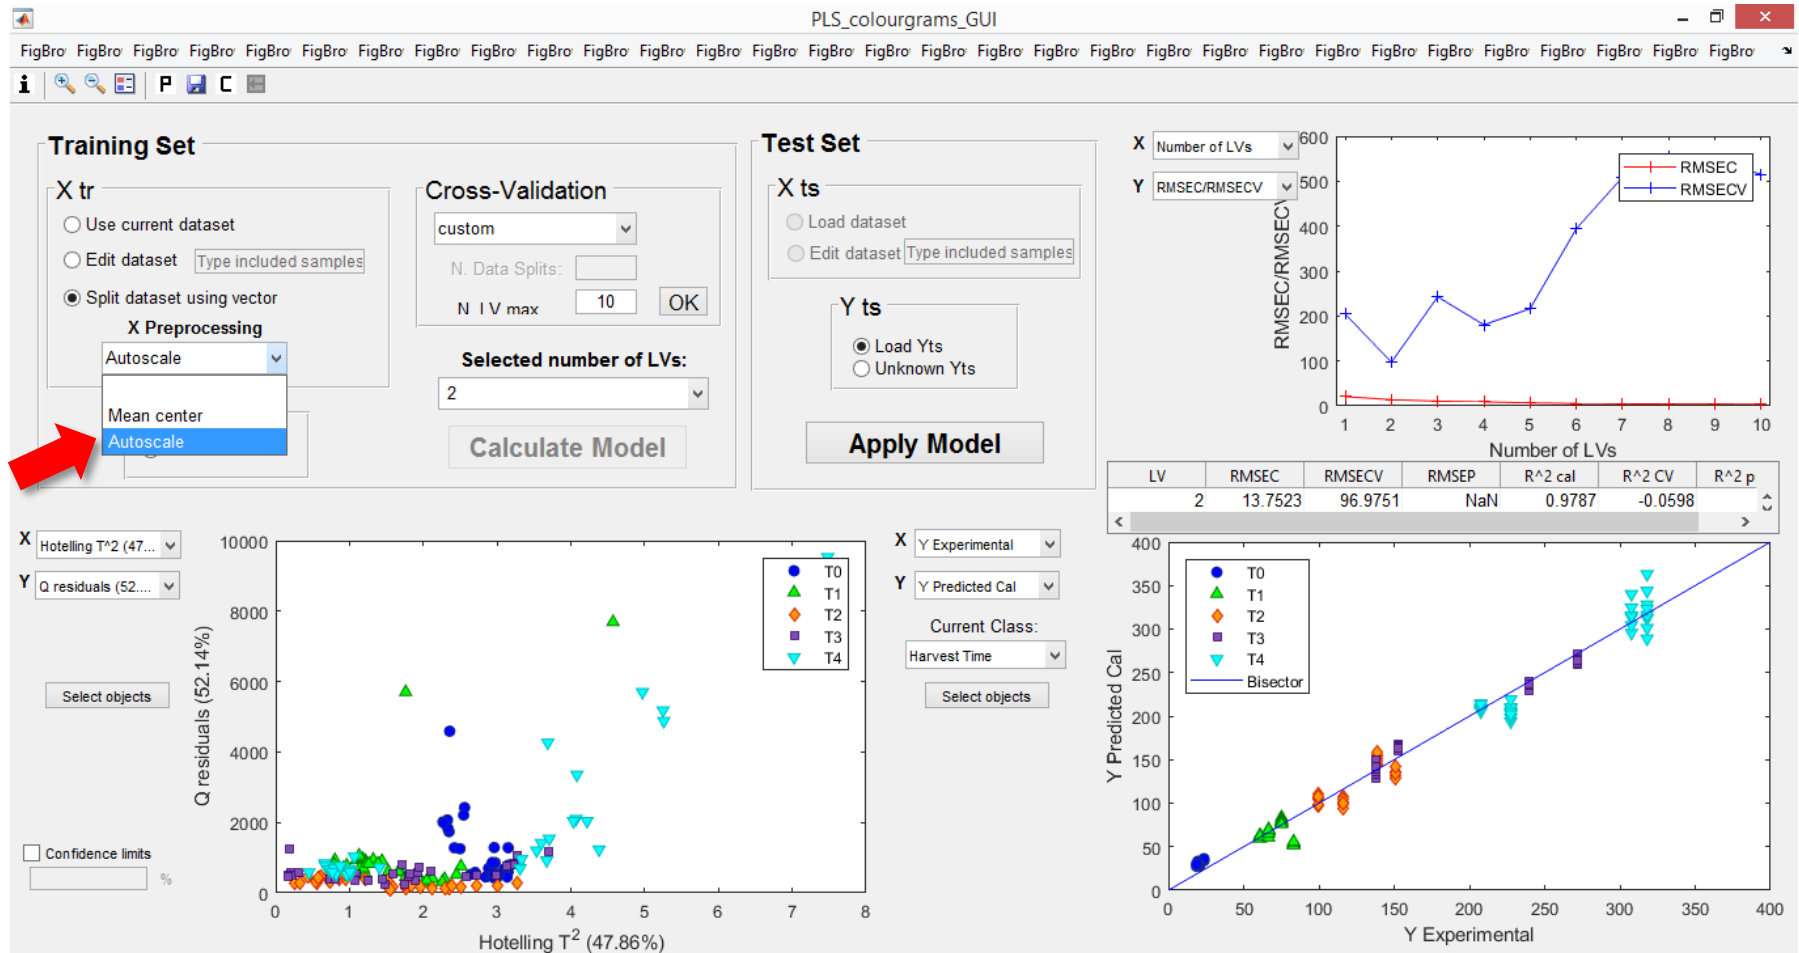 PLS_colourgrams_GUI
FigBro FigBro FigBro FigBro FigBro FigBro FigBro FigBro FigBro FigBro FigBro FigBro FigBro FigBro FigBro FigBro FigBro FigBro FigBro FigBro FigBro FigBro FigBro FigBro FigBro FigBro FigBro FigBro FigBro FigBro FigBro
i P C
Training Set
X tr
Use current dataset
Edit dataset Type included samples
Split dataset using vector
X Preprocessing
Autoscale
Mean center
Autoscale
Cross-Validation
custom
N. Data Splits:
N LV max 10 OK
Selected number of LVs:
2
Calculate Model
Test Set
X ts
Load dataset
Edit dataset Type included samples
Y ts
Load Yts
Unknown Yts
Apply Model
X Number of LVs
Y RMSEC/RMSECV
600
500
400
300
200
100
0
RMSEC/RMSECV
RMSEC
RMSECV
1 2 3 4 5 6 7 8 9 10
Number of LVs
LV RMSEC RMSECV RMSEP R^2 cal R^2 CV R^2 p
2 13.7523 96.9751 NaN 0.9787 -0.0598
X Hotelling T^2 (47...
Y Q residuals (52....
Select objects
Confidence limits
%
10000
8000
6000
4000
2000
0
Q residuals (52.14%)
T0
T1
T2
T3
T4
0 1 2 3 4 5 6 7 8
Hotelling T2 (47.86%)
X Y Experimental
Y Y Predicted Cal
Current Class:
Harvest Time
Select objects
400
350
300
250
200
150
100
50
0
Y Predicted Cal
T0
T1
T2
T3
T4
Bisector
0 50 100 150 200 250 300 350 400
Y Experimental